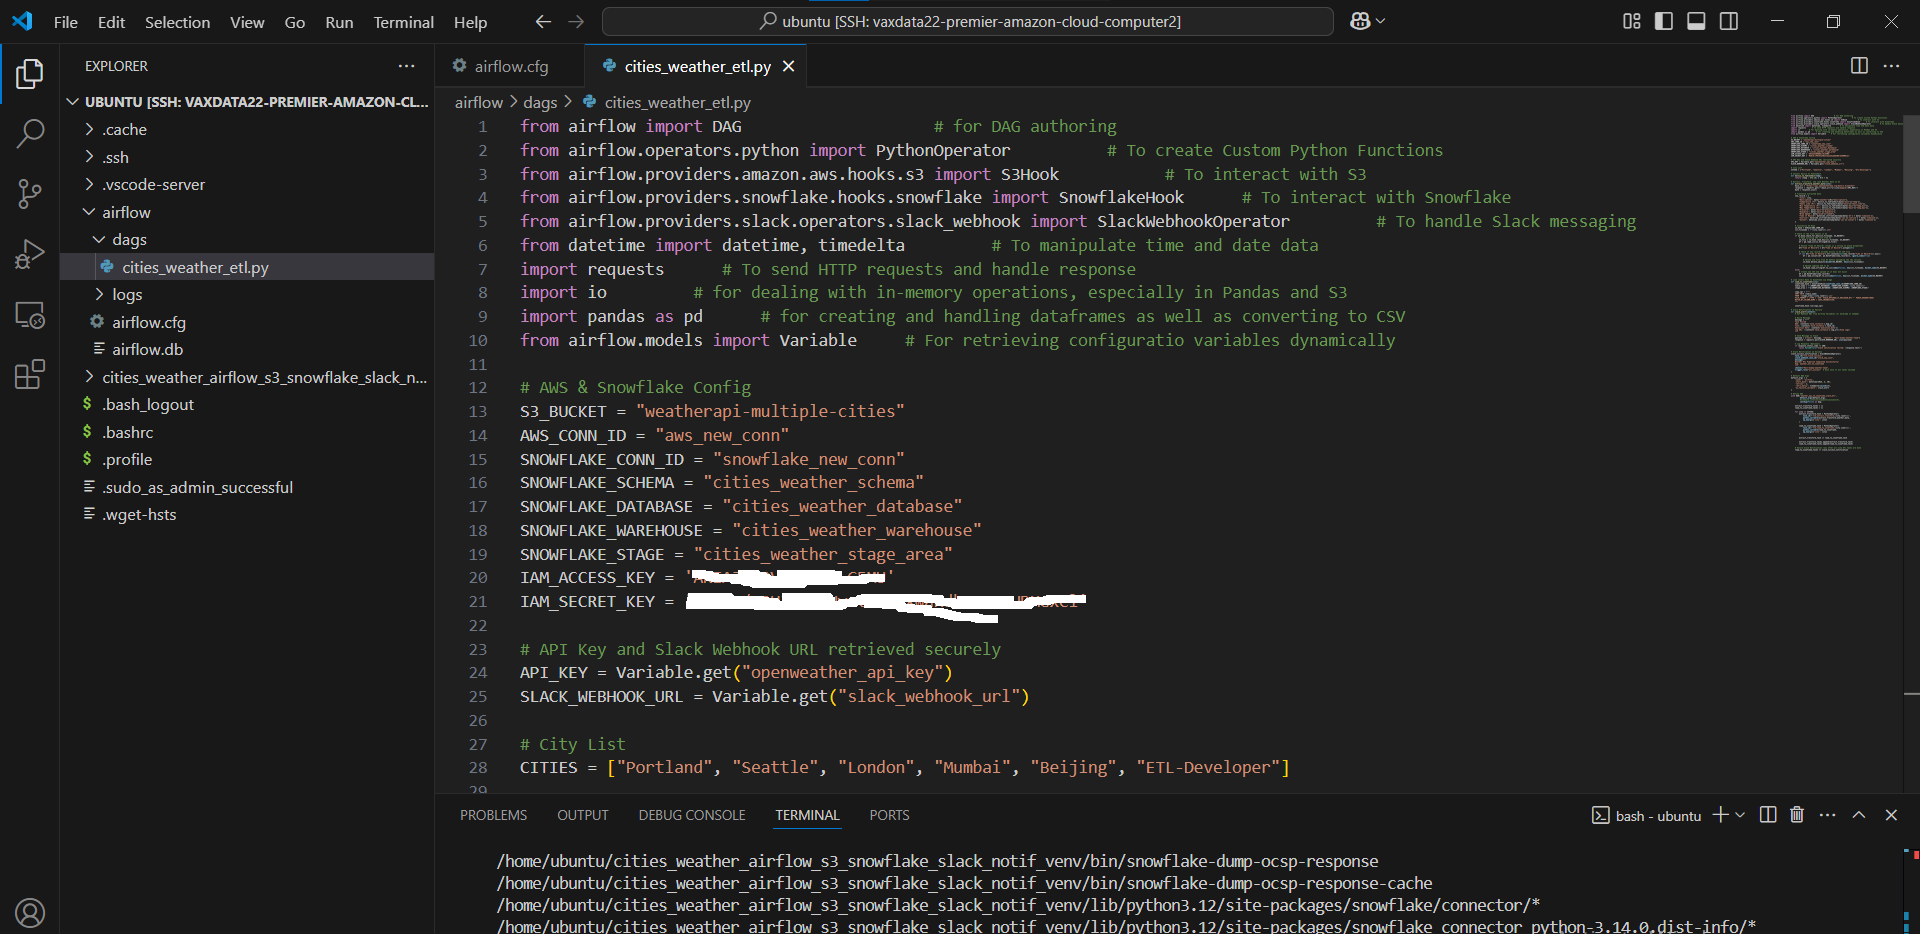 File Edit Selection View Go Run Terminal Help
ubuntu [SSH: vaxdata22-premier-amazon-cloud-computer2]
EXPLORER
UBUNTU [SSH: VAXDATA22-PREMIER-AMAZON-CL...
.cache
.ssh
.vscode-server
airflow
dags
cities_weather_etl.py
logs
airflow.cfg
airflow.db
cities_weather_airflow_s3_snowflake_slack_n...
$ .bash_logout
$ .bashrc
$ .profile
.sudo_as_admin_successful
.wget-hsts
airflow.cfg
cities_weather_etl.py
airflow > dags > cities_weather_etl.py
1 from airflow import DAG # for DAG authoring
2 from airflow.operators.python import PythonOperator # To create Custom Python Functions
3 from airflow.providers.amazon.aws.hooks.s3 import S3Hook # To interact with S3
4 from airflow.providers.snowflake.hooks.snowflake import SnowflakeHook # To interact with Snowflake
5 from airflow.providers.slack.operators.slack_webhook import SlackWebhookOperator # To handle Slack messaging
6 from datetime import datetime, timedelta # To manipulate time and date data
7 import requests # To send HTTP requests and handle response
8 import io # for dealing with in-memory operations, especially in Pandas and S3
9 import pandas as pd # for creating and handling dataframes as well as converting to CSV
10 from airflow.models import Variable # For retrieving configuratio variables dynamically
11
12 # AWS & Snowflake Config
13 S3_BUCKET = "weatherapi-multiple-cities"
14 AWS_CONN_ID = "aws_new_conn"
15 SNOWFLAKE_CONN_ID = "snowflake_new_conn"
16 SNOWFLAKE_SCHEMA = "cities_weather_schema"
17 SNOWFLAKE_DATABASE = "cities_weather_database"
18 SNOWFLAKE_WAREHOUSE = "cities_weather_warehouse"
19 SNOWFLAKE_STAGE = "cities_weather_stage_area"
20 IAM_ACCESS_KEY = '
21 IAM_SECRET_KEY =
22
23 # API Key and Slack Webhook URL retrieved securely
24 API_KEY = Variable.get("openweather_api_key")
25 SLACK_WEBHOOK_URL = Variable.get("slack_webhook_url")
26
27 # City List
28 CITIES = ["Portland", "Seattle", "London", "Mumbai", "Beijing", "ETL-Developer"]
29
PROBLEMS OUTPUT DEBUG CONSOLE TERMINAL PORTS
bash - ubuntu
/home/ubuntu/cities_weather_airflow_s3_snowflake_slack_notif_venv/bin/snowflake-dump-ocsp-response
/home/ubuntu/cities_weather_airflow_s3_snowflake_slack_notif_venv/bin/snowflake-dump-ocsp-response-cache
/home/ubuntu/cities_weather_airflow_s3_snowflake_slack_notif_venv/lib/python3.12/site-packages/snowflake/connector/*
/home/ubuntu/cities_weather_airflow_s3_snowflake_slack_notif_venv/lib/python3.12/site-packages/snowflake_connector_python-3.14.0.dist-info/*